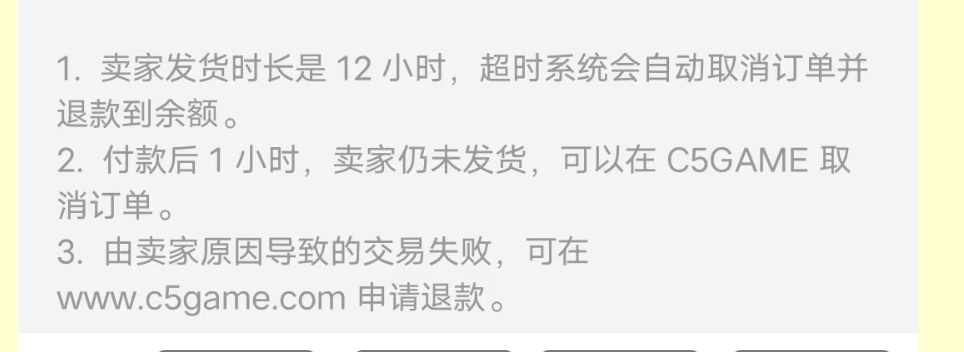 1. 卖家发货时长是 12 小时，超时系统会自动取消订单并
退款到余额。
2. 付款后 1 小时，卖家仍未发货，可以在 C5GAME 取
消订单。
3. 由卖家原因导致的交易失败，可在
www.c5game.com 申请退款。